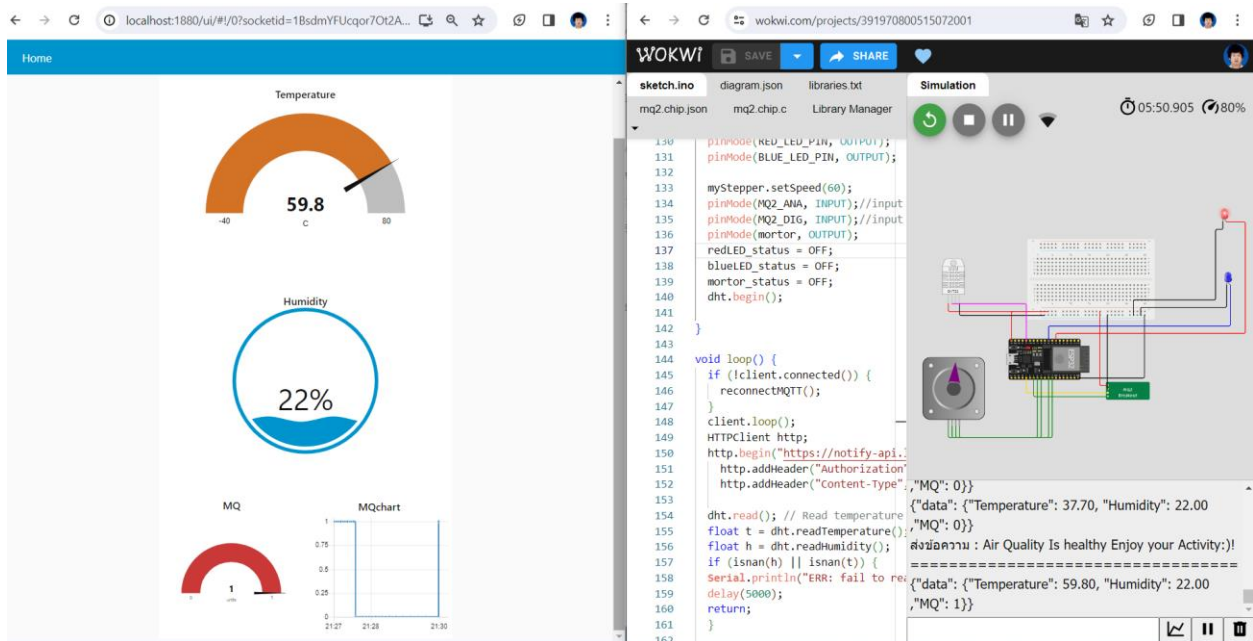 localhost:1880/ui/#!/0?socketid=1BsdmYFUcqor7Ot2A...
Home
Temperature
59.8
-40
C
80
Humidity
22%
MQ
1
MQchart
1
0.75
0.5
0.25
0
21:27
21:28
21:30
wokwi.com/projects/391970800515072001
WOKWi
SAVE
SHARE
sketch.ino
diagram.json
libraries.txt
mq2.chip.json
mq2.chip.c
Library Manager
130 pinMode(RED_LED_PIN, OUTPUT);
131 pinMode(BLUE_LED_PIN, OUTPUT);
132
133 myStepper.setSpeed(60);
134 pinMode(MQ2_ANA, INPUT);//input
135 pinMode(MQ2_DIG, INPUT);//input
136 pinMode(mortor, OUTPUT);
137 redLED_status = OFF;
138 blueLED_status = OFF;
139 mortor_status = OFF;
140 dht.begin();
141
142 }
143
144 void loop() {
145 if (!client.connected()) {
146 reconnectMQTT();
147 }
148 client.loop();
149 HTTPClient http;
150 http.begin("https://notify-api.
151 http.addHeader("Authorization"
152 http.addHeader("Content-Type"
153
154 dht.read(); // Read temperature
155 float t = dht.readTemperature();
156 float h = dht.readHumidity();
157 if (isnan(h) || isnan(t)) {
158 Serial.println("ERR: fail to rea
159 delay(5000);
160 return;
161 }
162
Simulation
05:50.905
80%
ESP32
,"MQ": 0}}
{"data": {"Temperature": 37.70, "Humidity": 22.00
,"MQ": 0}}
ส่งข้อความ : Air Quality Is healthy Enjoy your Activity:)!
====================================
{"data": {"Temperature": 59.80, "Humidity": 22.00
,"MQ": 1}}